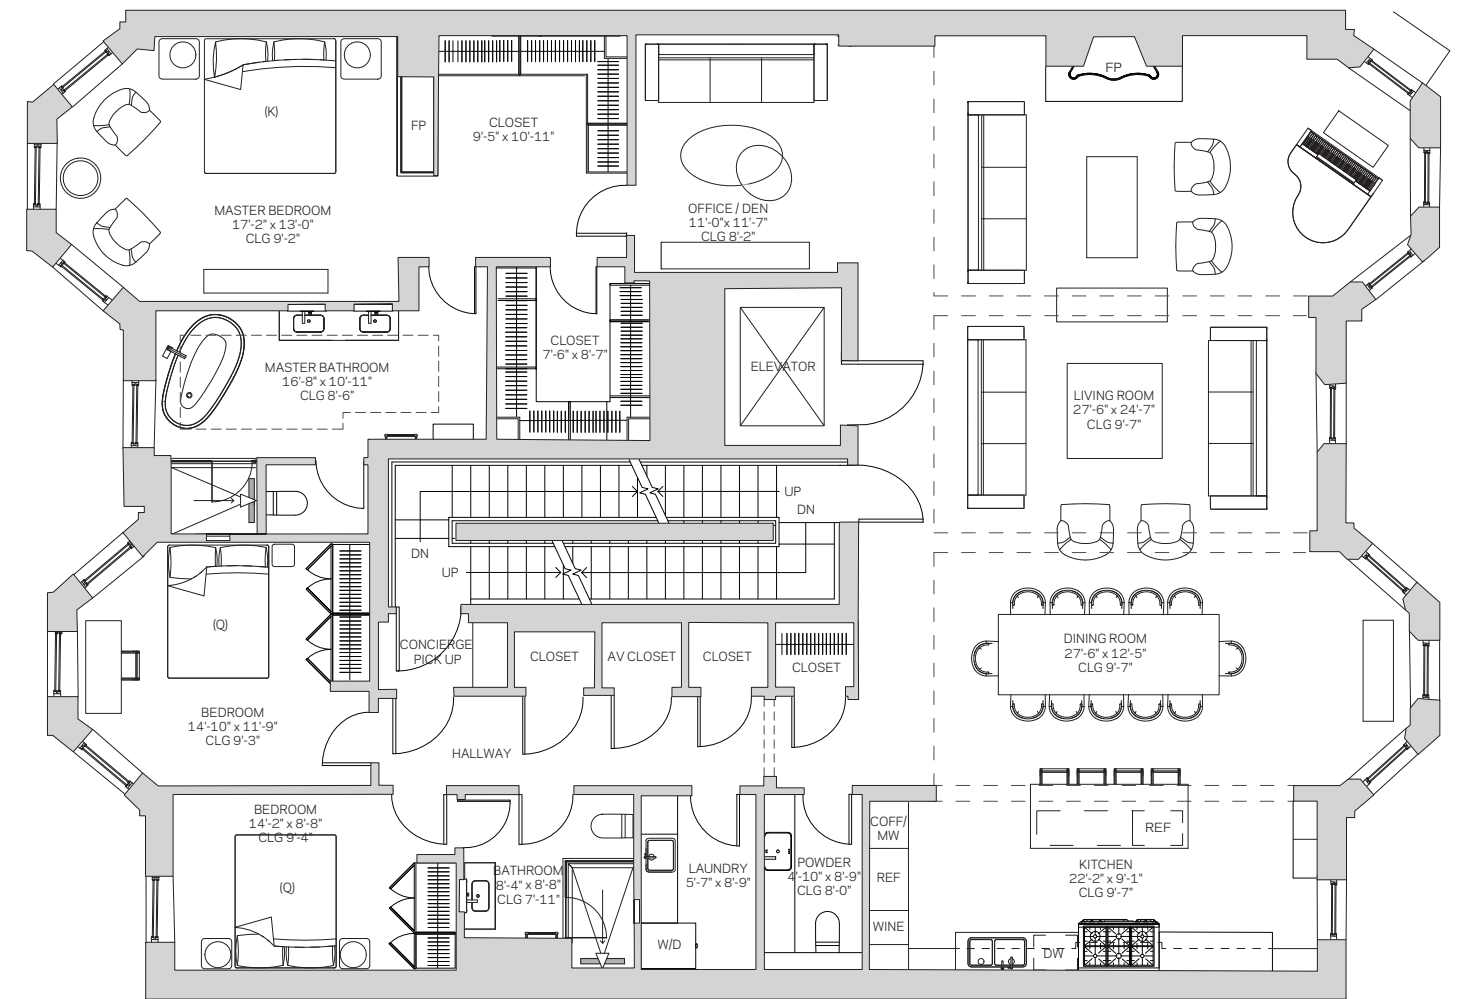 (K)
FP
CLOSET
9'-5" x 10'-11"
FP
MASTER BEDROOM
17'-2" x 13'-0"
CLG 9'-2"
OFFICE / DEN
11'-0"x 11'-7"
CLG 8'-2"
MASTER BATHROOM
16'-8" x 10'-11"
CLG 8'-6"
CLOSET
7'-6" x 8'-7"
ELEVATOR
LIVING ROOM
27'-6" x 24'-7"
CLG 9'-7"
UP
DN
DN
UP
(Q)
BEDROOM
14'-10" x 11'-9"
CLG 9'-3"
CONCIERGE
PICK UP
CLOSET
AV CLOSET
CLOSET
CLOSET
DINING ROOM
27'-6" x 12'-5"
CLG 9'-7"
HALLWAY
BEDROOM
14'-2" x 8'-8"
CLG 9'-4"
(Q)
BATHROOM
8'-4" x 8'-8"
CLG 7'-11"
LAUNDRY
5'-7" x 8'-9"
W/D
POWDER
4'-10" x 8'-9"
CLG 8'-0"
COFF/
MW
REF
WINE
REF
KITCHEN
22'-2" x 9'-1"
CLG 9'-7"
DW